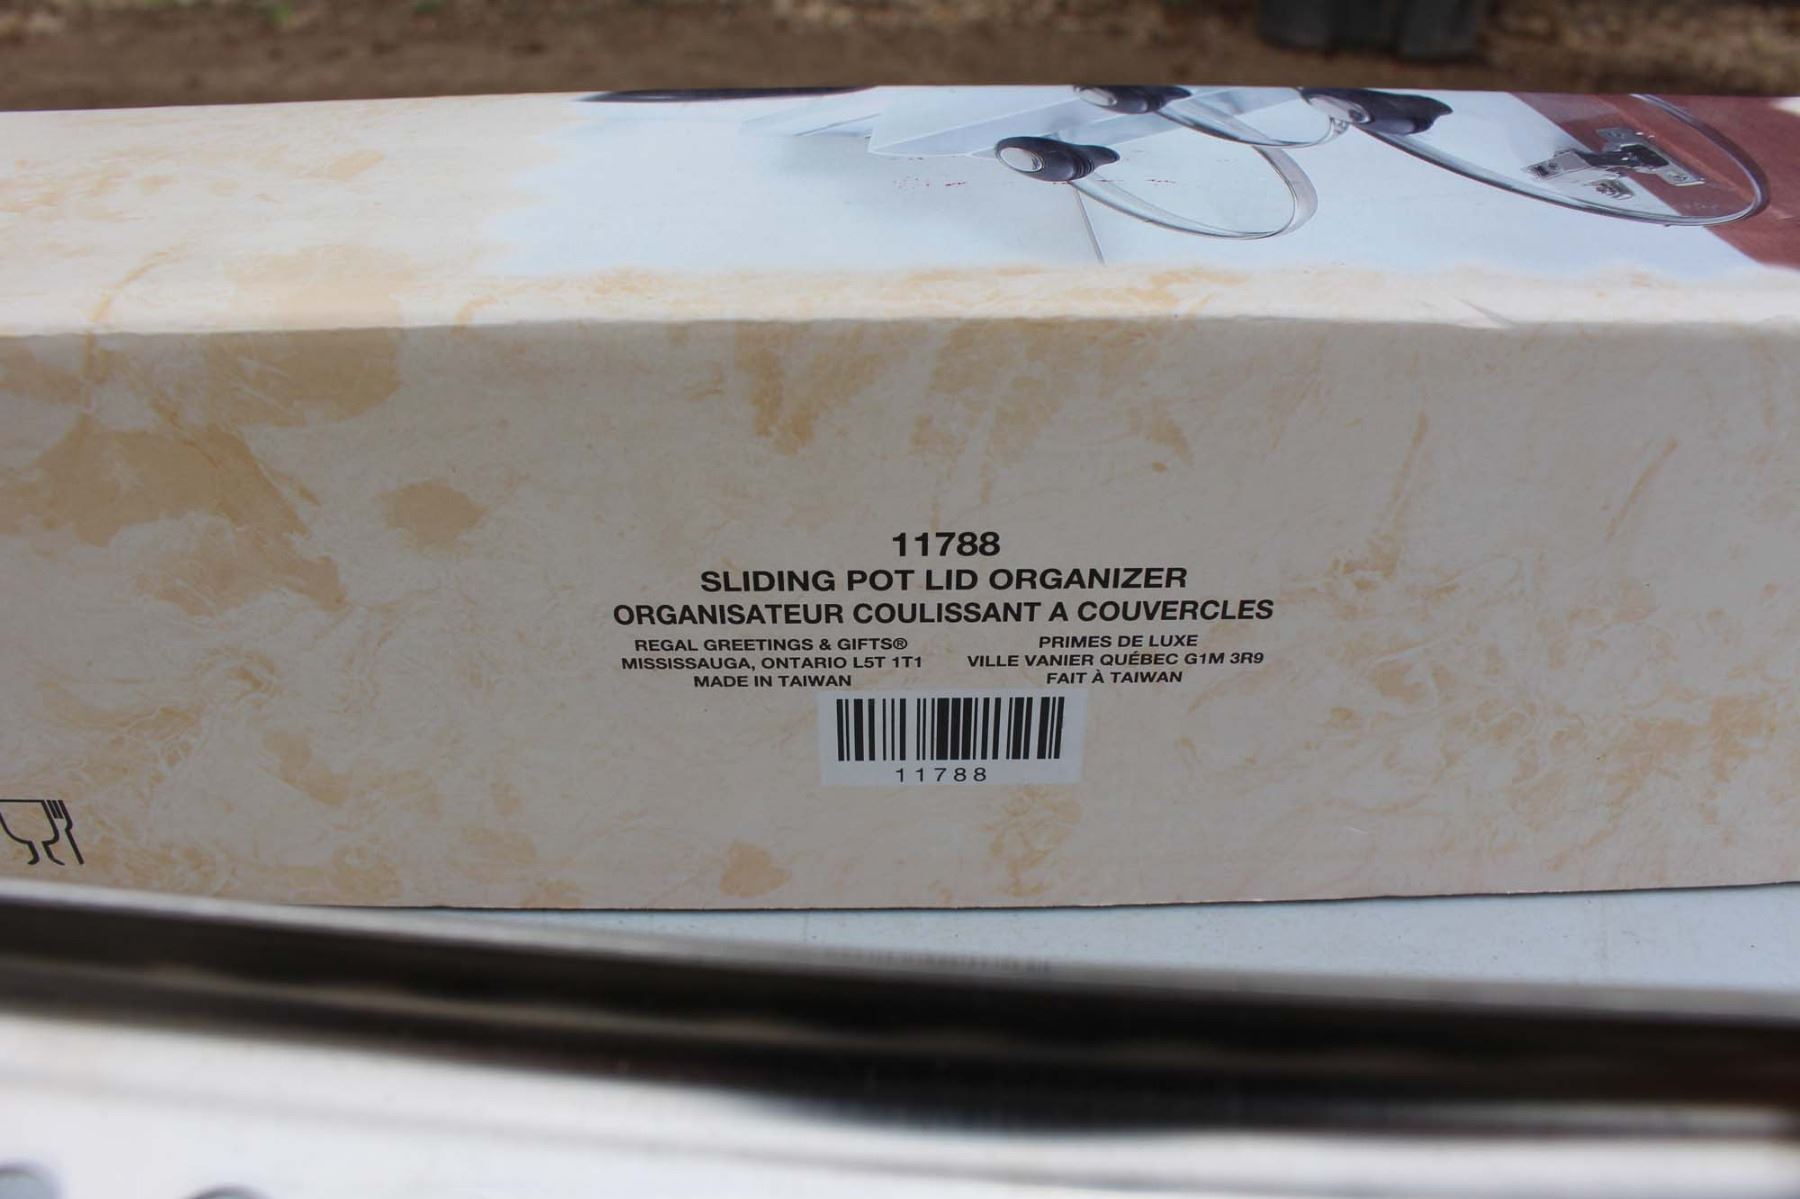 11788
SLIDING POT LID ORGANIZER
ORGANISATEUR COULISSANT A COUVERCLES
REGAL GREETINGS & GIFTS®
MISSISSAUGA, ONTARIO L5T 1T1
MADE IN TAIWAN
PRIMES DE LUXE
VILLE VANIER QUÉBEC G1M 3R9
FAIT À TAIWAN
11788